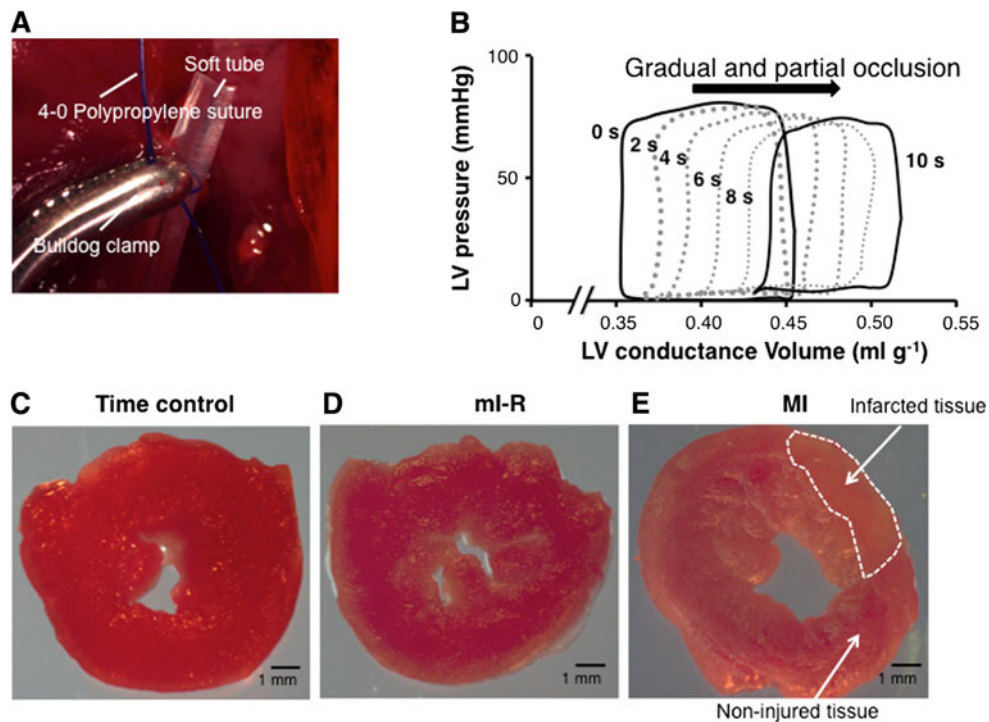 A
Soft tube
4-0 Polypropylene suture
Bulldog clamp
B
LV pressure (mmHg)
100
50
0
Gradual and partial occlusion
0 s
2 s
4 s
6 s
8 s
10 s
0
0.35
0.40
0.45
0.50
0.55
LV conductance Volume (ml g⁻¹)
C
Time control
1 mm
D
mI-R
1 mm
E
MI
Infarcted tissue
1 mm
Non-injured tissue